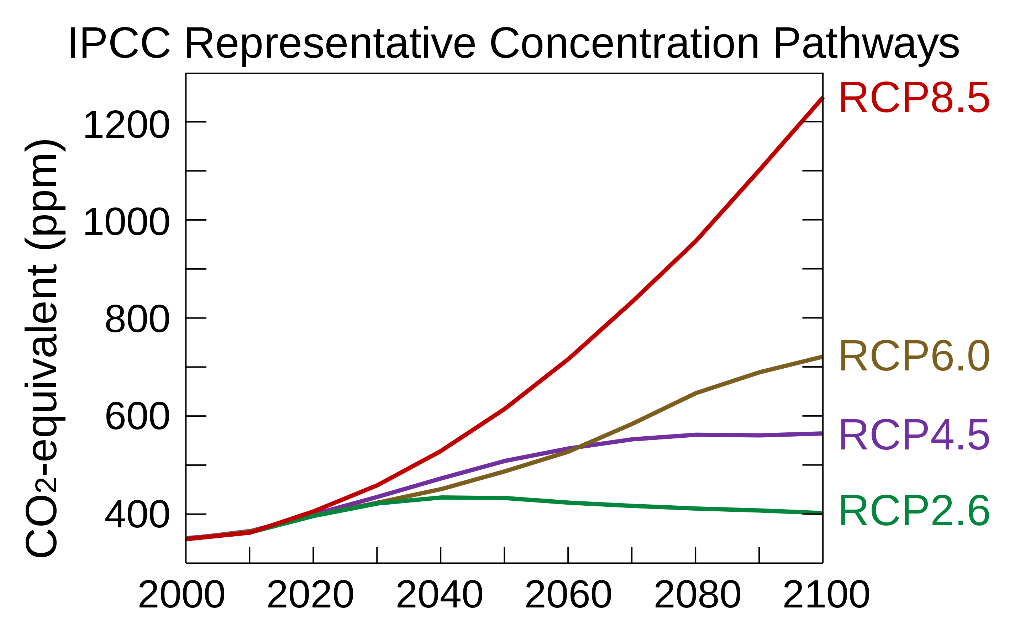 IPCC Representative Concentration Pathways
CO2-equivalent (ppm)
1200
1000
800
600
400
2000 2020 2040 2060 2080 2100
RCP8.5
RCP6.0
RCP4.5
RCP2.6